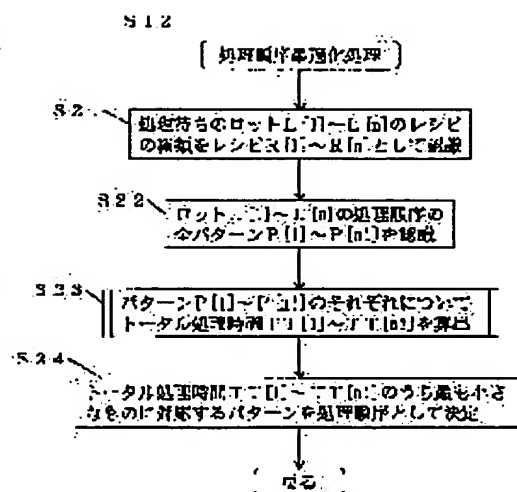 S12
処理順序最適化処理
S2
処理待ちのロットL[1]～L[n]のレシピ
の種類をレシピR[1]～R[n]として認識
S22
ロットL[1]～L[n]の処理順序の
全パターンP[1]～P[n!]を認識
S23
パターンP[1]～P[n!]のそれぞれについて
トータル処理時間TT[1]～TT[n!]を算出
S24
トータル処理時間TT[1]～TT[n!]のうち最も小さ
なものに対応するパターンを処理順序として決定
戻る